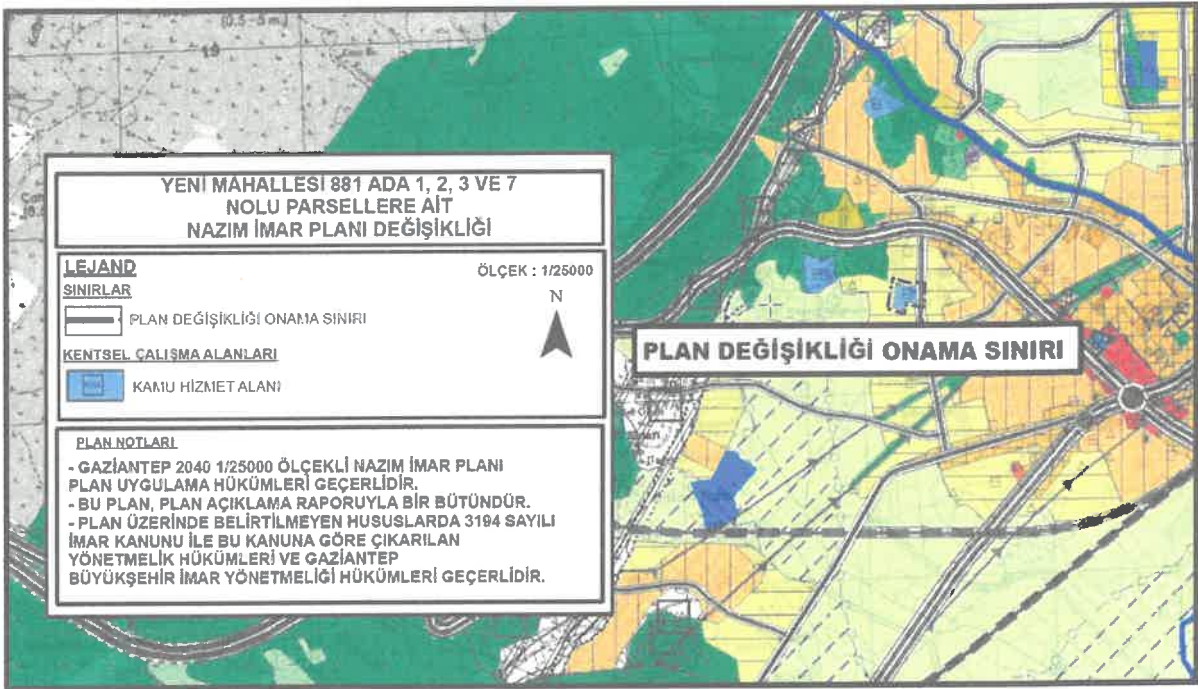 (0.5-5 m.)
19
YENİ MAHALLESİ 881 ADA 1, 2, 3 VE 7
NOLU PARSELLERE AİT
NAZIM İMAR PLANI DEĞİŞİKLİĞİ
LEJAND
ÖLÇEK : 1/25000
SINIRLAR
N
PLAN DEĞİŞİKLİĞİ ONAMA SINIRI
KENTSEL ÇALIŞMA ALANLARI
KAMU HİZMET ALANI
PLAN DEĞİŞİKLİĞİ ONAMA SINIRI
PLAN NOTLARI
- GAZİANTEP 2040 1/25000 ÖLÇEKLİ NAZIM İMAR PLANI
PLAN UYGULAMA HÜKÜMLERİ GEÇERLİDİR.
- BU PLAN, PLAN AÇIKLAMA RAPORUYLA BİR BÜTÜNDÜR.
- PLAN ÜZERİNDE BELİRTİLMEYEN HUSUSLARDA 3194 SAYILI
İMAR KANUNU İLE BU KANUNA GÖRE ÇIKARILAN
YÖNETMELİK HÜKÜMLERİ VE GAZİANTEP
BÜYÜKŞEHİR İMAR YÖNETMELİĞİ HÜKÜMLERİ GEÇERLİDİR.